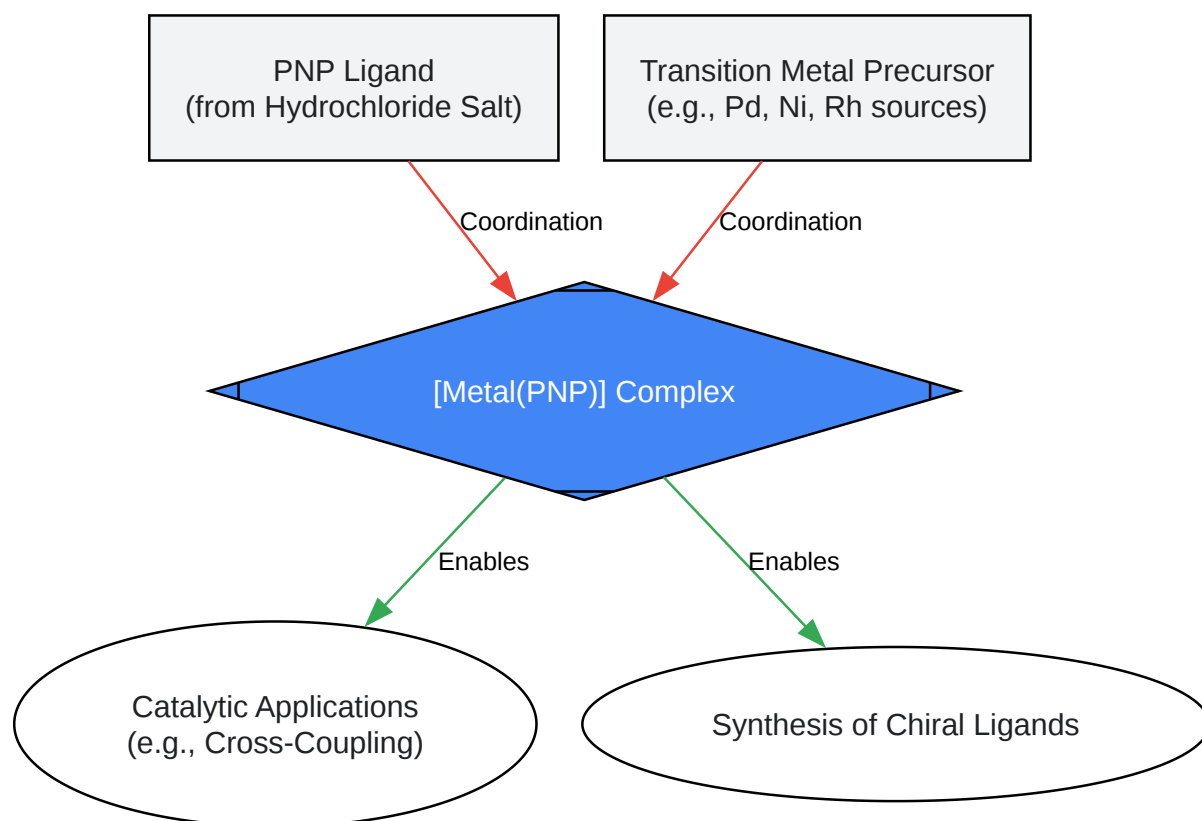 PNP Ligand
(from Hydrochloride Salt)
Transition Metal Precursor
(e.g., Pd, Ni, Rh sources)
Coordination
Coordination
[Metal(PNP)] Complex
Enables
Enables
Catalytic Applications
(e.g., Cross-Coupling)
Synthesis of Chiral Ligands